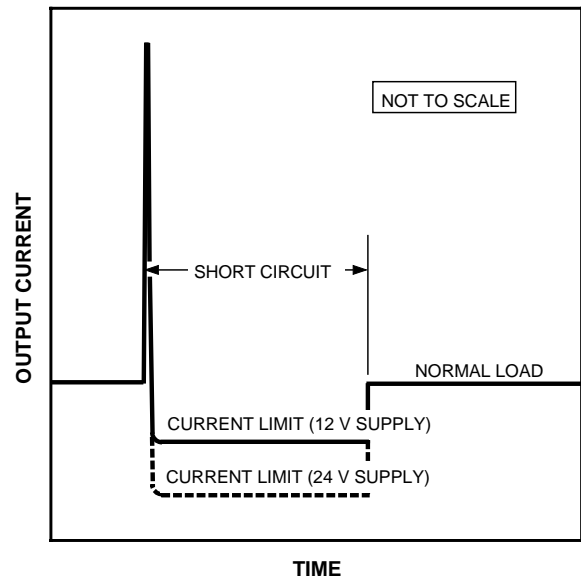 NOT TO SCALE
OUTPUT CURRENT
SHORT CIRCUIT
NORMAL LOAD
CURRENT LIMIT (12 V SUPPLY)
CURRENT LIMIT (24 V SUPPLY)
TIME